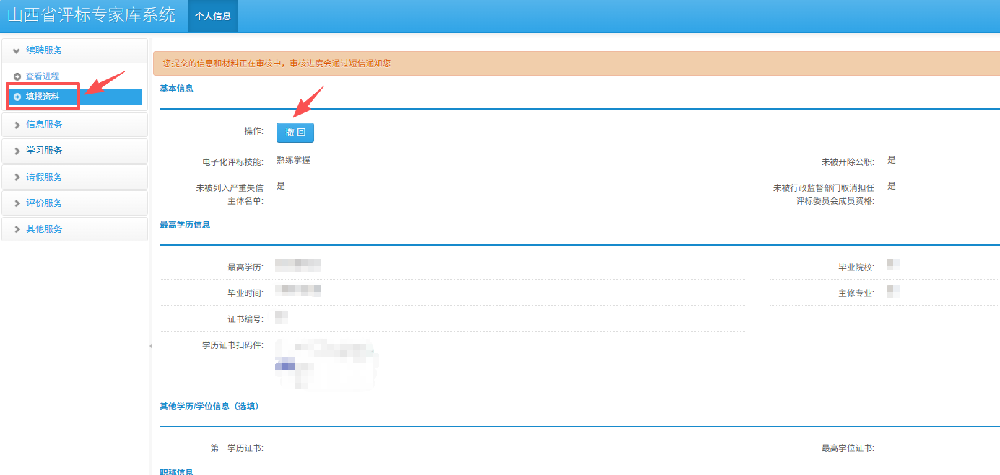 山西省评标专家库系统 个人信息
续聘服务
查看进程
填报资料
信息服务
学习服务
请假服务
评价服务
其他服务
您提交的信息和材料正在审核中，审核进度会通过短信通知您
基本信息
操作: 撤 回
电子化评标技能: 熟练掌握 未被开除公职: 是
未被列入严重失信主体名单: 是 未被行政监督部门取消担任评标委员会成员资格: 是
最高学历信息
最高学历: 毕业院校:
毕业时间: 主修专业:
证书编号:
学历证书扫码件:
其他学历/学位信息（选填）
第一学历证书: 最高学位证书:
职称信息